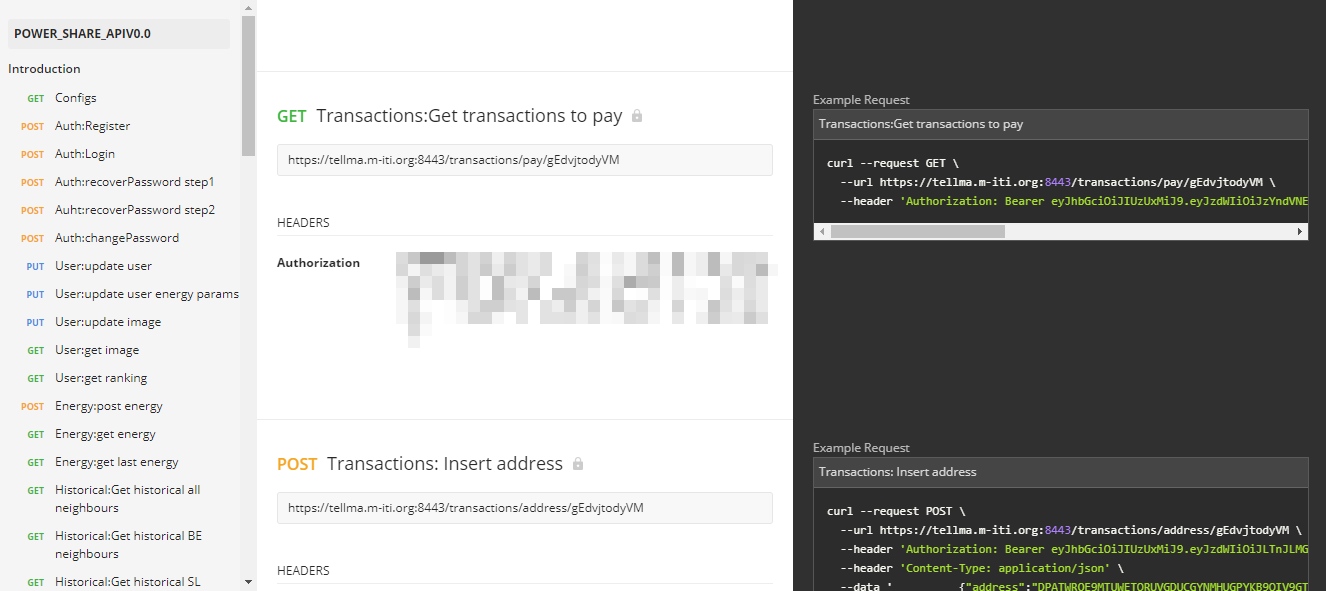 POWER_SHARE_APIV0.0
Introduction
GET Configs
POST Auth:Register
POST Auth:Login
POST Auth:recoverPassword step1
POST Auht:recoverPassword step2
POST Auth:changePassword
PUT User:update user
PUT User:update user energy params
PUT User:update image
GET User:get image
GET User:get ranking
POST Energy:post energy
GET Energy:get energy
GET Energy:get last energy
GET Historical:Get historical all
neighbours
GET Historical:Get historical BE
neighbours
GET Historical:Get historical SL
GET Transactions:Get transactions to pay
https://tellma.m-iti.org:8443/transactions/pay/gEdvjtodyVM
HEADERS
Authorization
POST Transactions: Insert address
https://tellma.m-iti.org:8443/transactions/address/gEdvjtodyVM
HEADERS
Example Request
Transactions:Get transactions to pay
curl --request GET \
--url https://tellma.m-iti.org:8443/transactions/pay/gEdvjtodyVM \
--header 'Authorization: Bearer eyJhbGciOiJIUzUxMiJ9.eyJzdWIiOiJzYndVNE
Example Request
Transactions: Insert address
curl --request POST \
--url https://tellma.m-iti.org:8443/transactions/address/gEdvjtodyVM \
--header 'Authorization: Bearer eyJhbGciOiJIUzUxMiJ9.eyJzdWIiOiJLTnJLMG
--header 'Content-Type: application/json' \
--data ' {"address":